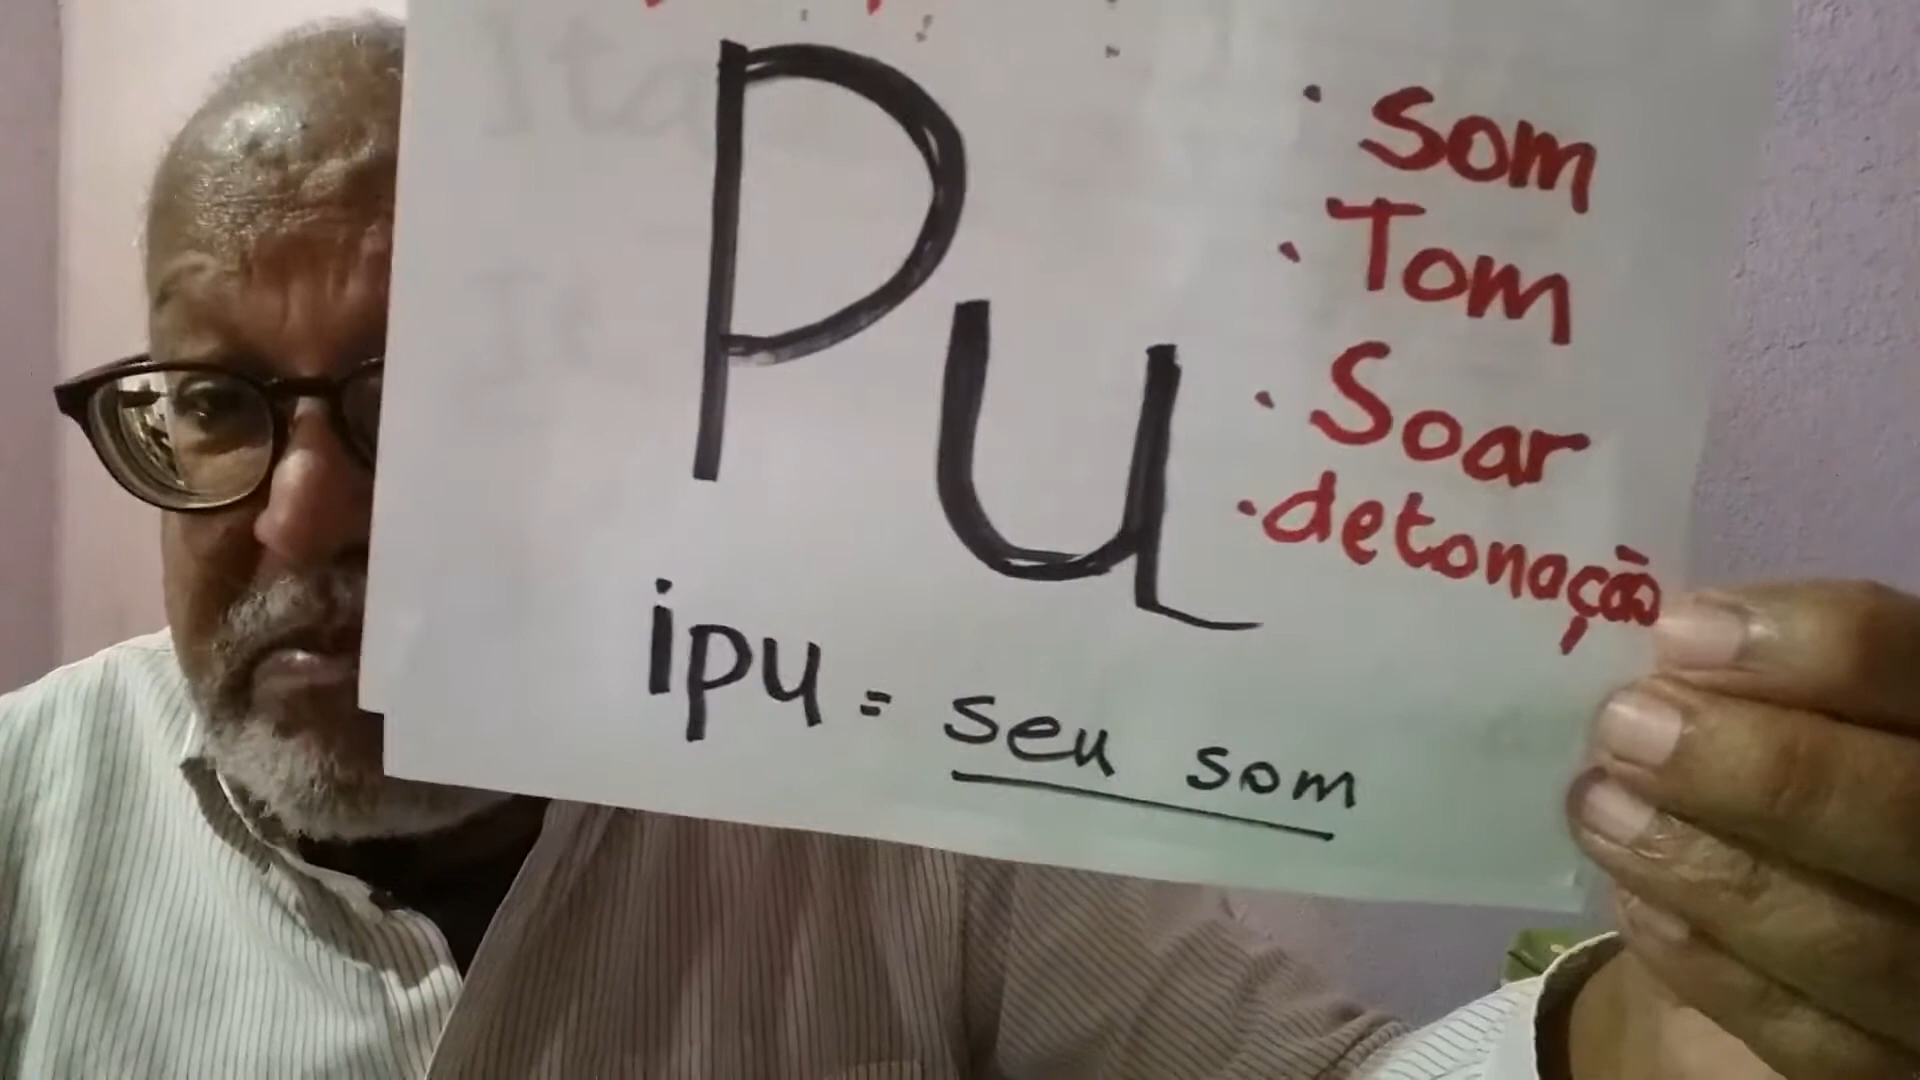 Pu
• Som
• Tom
• Soar
• detonação
ipu = seu som